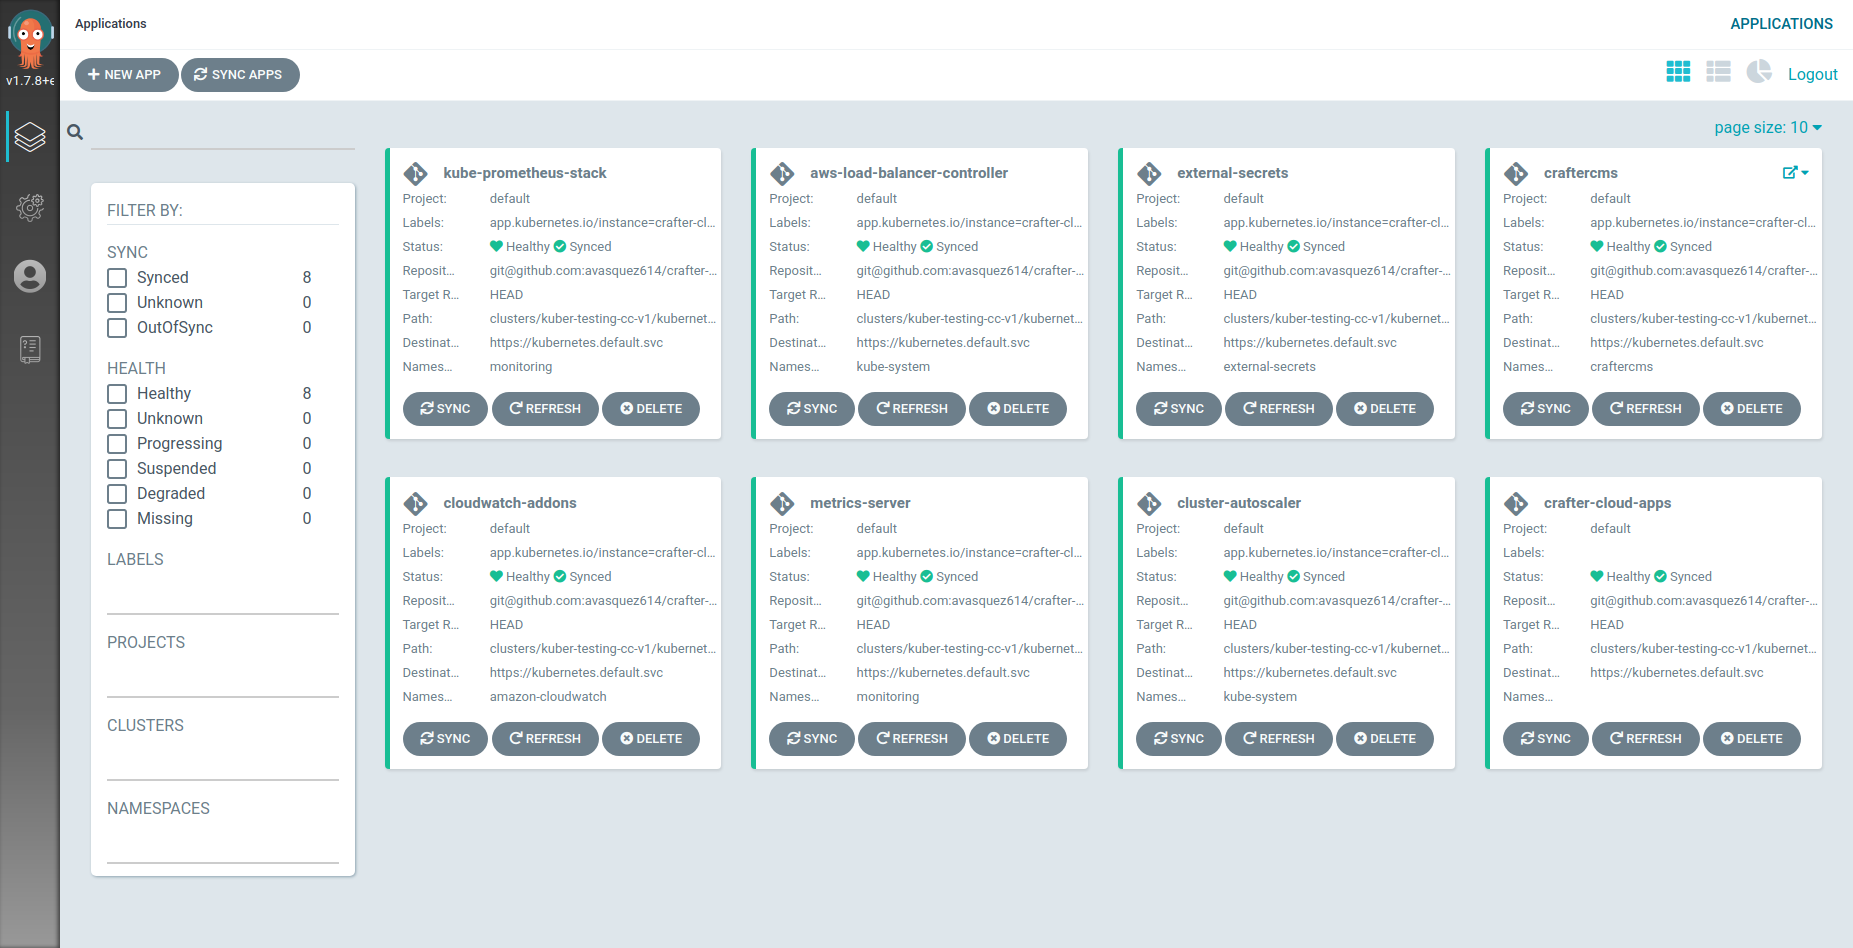 Applications
APPLICATIONS
v1.7.8+e
NEW APP
SYNC APPS
Logout
page size: 10
FILTER BY:
SYNC
Synced 8
Unknown 0
OutOfSync 0
HEALTH
Healthy 8
Unknown 0
Progressing 0
Suspended 0
Degraded 0
Missing 0
LABELS
PROJECTS
CLUSTERS
NAMESPACES
kube-prometheus-stack
Project: default
Labels: app.kubernetes.io/instance=crafter-cl...
Status: Healthy Synced
Reposit... git@github.com:avasquez614/crafter-...
Target R... HEAD
Path: clusters/kuber-testing-cc-v1/kubernet...
Destinat... https://kubernetes.default.svc
Names... monitoring
SYNC REFRESH DELETE
aws-load-balancer-controller
Project: default
Labels: app.kubernetes.io/instance=crafter-cl...
Status: Healthy Synced
Reposit... git@github.com:avasquez614/crafter-...
Target R... HEAD
Path: clusters/kuber-testing-cc-v1/kubernet...
Destinat... https://kubernetes.default.svc
Names... kube-system
SYNC REFRESH DELETE
external-secrets
Project: default
Labels: app.kubernetes.io/instance=crafter-cl...
Status: Healthy Synced
Reposit... git@github.com:avasquez614/crafter-...
Target R... HEAD
Path: clusters/kuber-testing-cc-v1/kubernet...
Destinat... https://kubernetes.default.svc
Names... external-secrets
SYNC REFRESH DELETE
craftercms
Project: default
Labels: app.kubernetes.io/instance=crafter-cl...
Status: Healthy Synced
Reposit... git@github.com:avasquez614/crafter-...
Target R... HEAD
Path: clusters/kuber-testing-cc-v1/kubernet...
Destinat... https://kubernetes.default.svc
Names... craftercms
SYNC REFRESH DELETE
cloudwatch-addons
Project: default
Labels: app.kubernetes.io/instance=crafter-cl...
Status: Healthy Synced
Reposit... git@github.com:avasquez614/crafter-...
Target R... HEAD
Path: clusters/kuber-testing-cc-v1/kubernet...
Destinat... https://kubernetes.default.svc
Names... amazon-cloudwatch
SYNC REFRESH DELETE
metrics-server
Project: default
Labels: app.kubernetes.io/instance=crafter-cl...
Status: Healthy Synced
Reposit... git@github.com:avasquez614/crafter-...
Target R... HEAD
Path: clusters/kuber-testing-cc-v1/kubernet...
Destinat... https://kubernetes.default.svc
Names... monitoring
SYNC REFRESH DELETE
cluster-autoscaler
Project: default
Labels: app.kubernetes.io/instance=crafter-cl...
Status: Healthy Synced
Reposit... git@github.com:avasquez614/crafter-...
Target R... HEAD
Path: clusters/kuber-testing-cc-v1/kubernet...
Destinat... https://kubernetes.default.svc
Names... kube-system
SYNC REFRESH DELETE
crafter-cloud-apps
Project: default
Labels:
Status: Healthy Synced
Reposit... git@github.com:avasquez614/crafter-...
Target R... HEAD
Path: clusters/kuber-testing-cc-v1/kubernet...
Destinat... https://kubernetes.default.svc
Names...
SYNC REFRESH DELETE